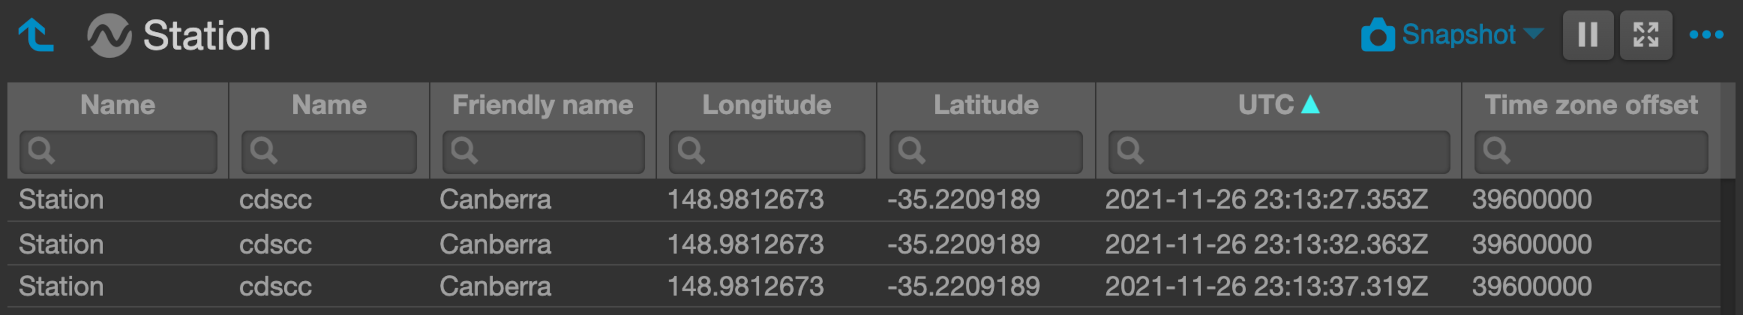 Station
Snapshot
Name Name Friendly name Longitude Latitude UTC Time zone offset
Station cdscc Canberra 148.9812673 -35.2209189 2021-11-26 23:13:27.353Z 39600000
Station cdscc Canberra 148.9812673 -35.2209189 2021-11-26 23:13:32.363Z 39600000
Station cdscc Canberra 148.9812673 -35.2209189 2021-11-26 23:13:37.319Z 39600000